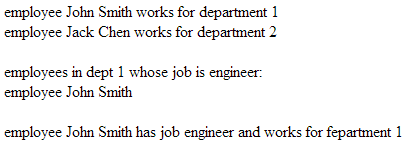 employee John Smith works for department 1
employee Jack Chen works for department 2
employees in dept 1 whose job is engineer:
employee John Smith
employee John Smith has job engineer and works for fepartment 1